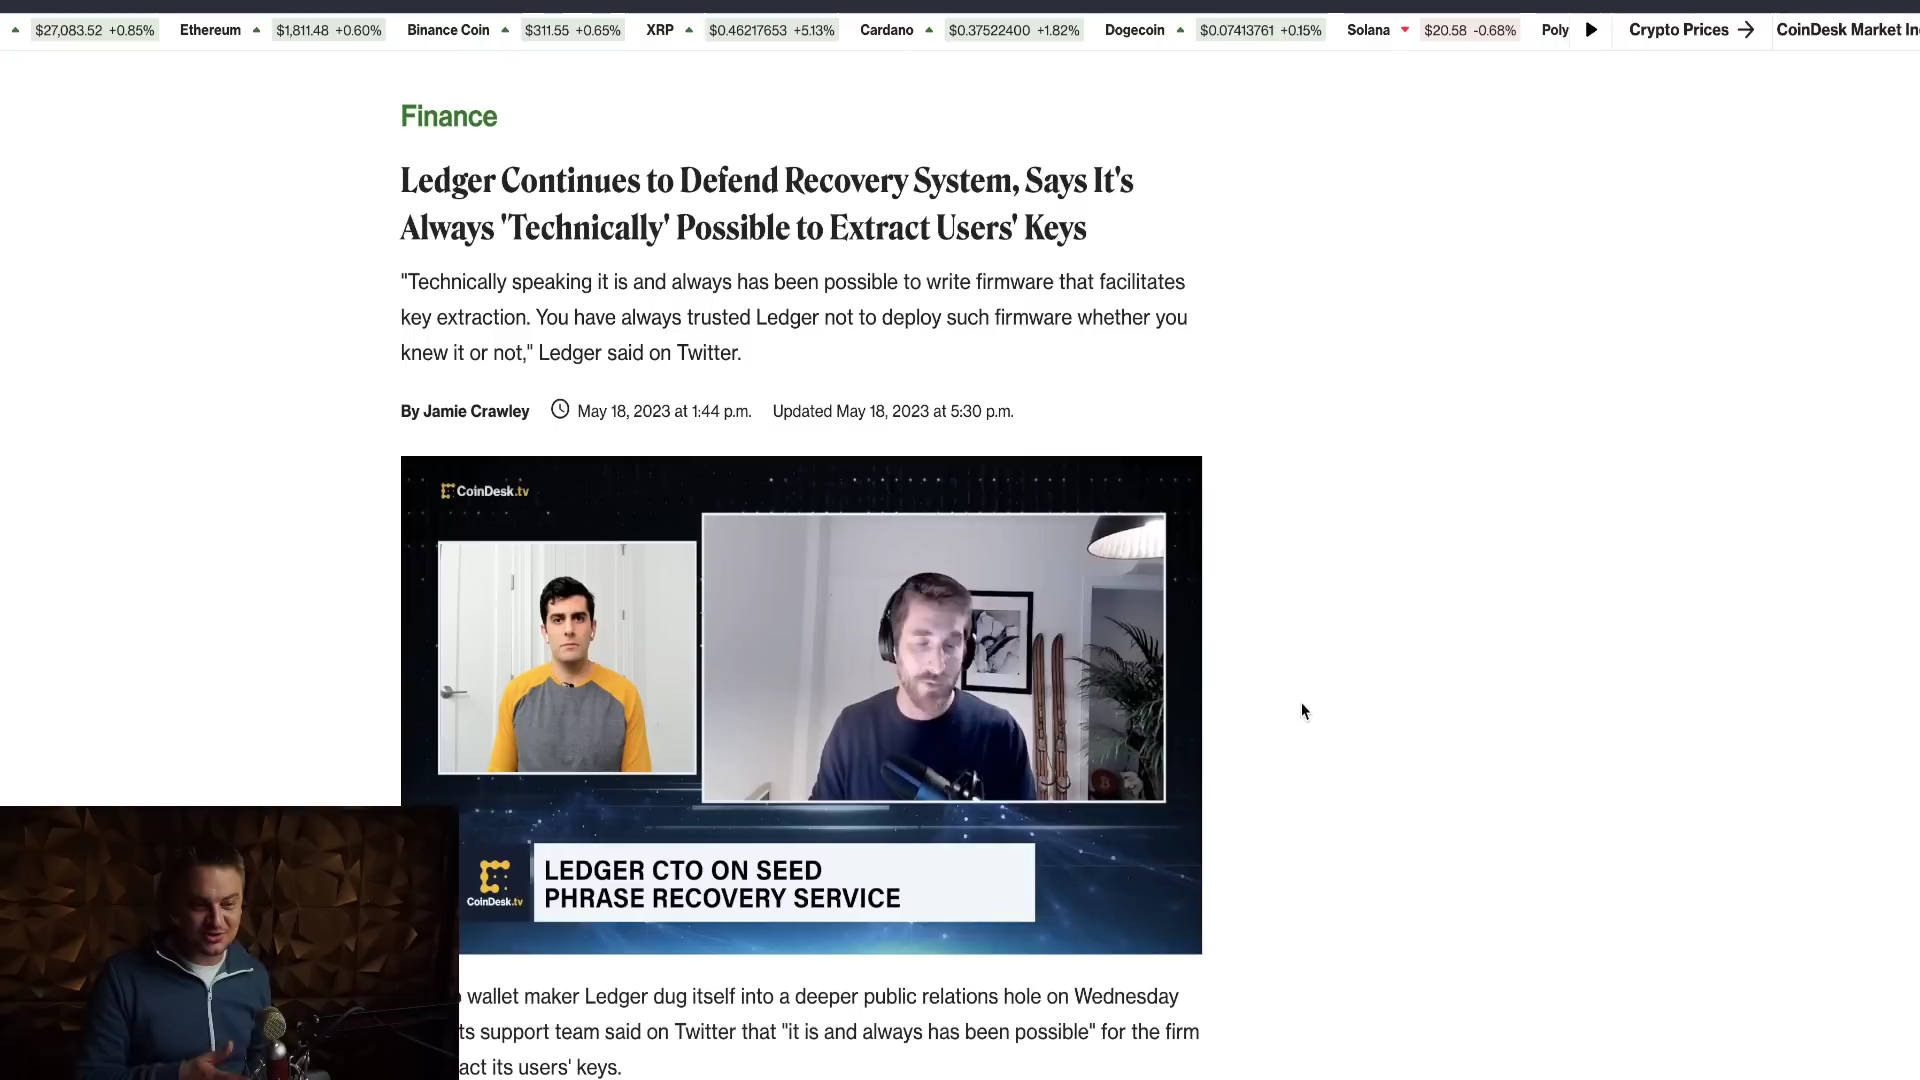 $27,083.52 +0.85% Ethereum $1,811.48 +0.60% Binance Coin $311.55 +0.65% XRP $0.46217653 +5.13% Cardano $0.37522400 +1.82% Dogecoin $0.07413761 +0.15% Solana $20.58 -0.68% Poly Crypto Prices CoinDesk Market In
Finance
Ledger Continues to Defend Recovery System, Says It's
Always 'Technically' Possible to Extract Users' Keys
"Technically speaking it is and always has been possible to write firmware that facilitates
key extraction. You have always trusted Ledger not to deploy such firmware whether you
knew it or not," Ledger said on Twitter.
By Jamie Crawley May 18, 2023 at 1:44 p.m. Updated May 18, 2023 at 5:30 p.m.
CoinDesk.tv
LEDGER CTO ON SEED
PHRASE RECOVERY SERVICE
CoinDesk.tv
wallet maker Ledger dug itself into a deeper public relations hole on Wednesday
ts support team said on Twitter that "it is and always has been possible" for the firm
act its users' keys.